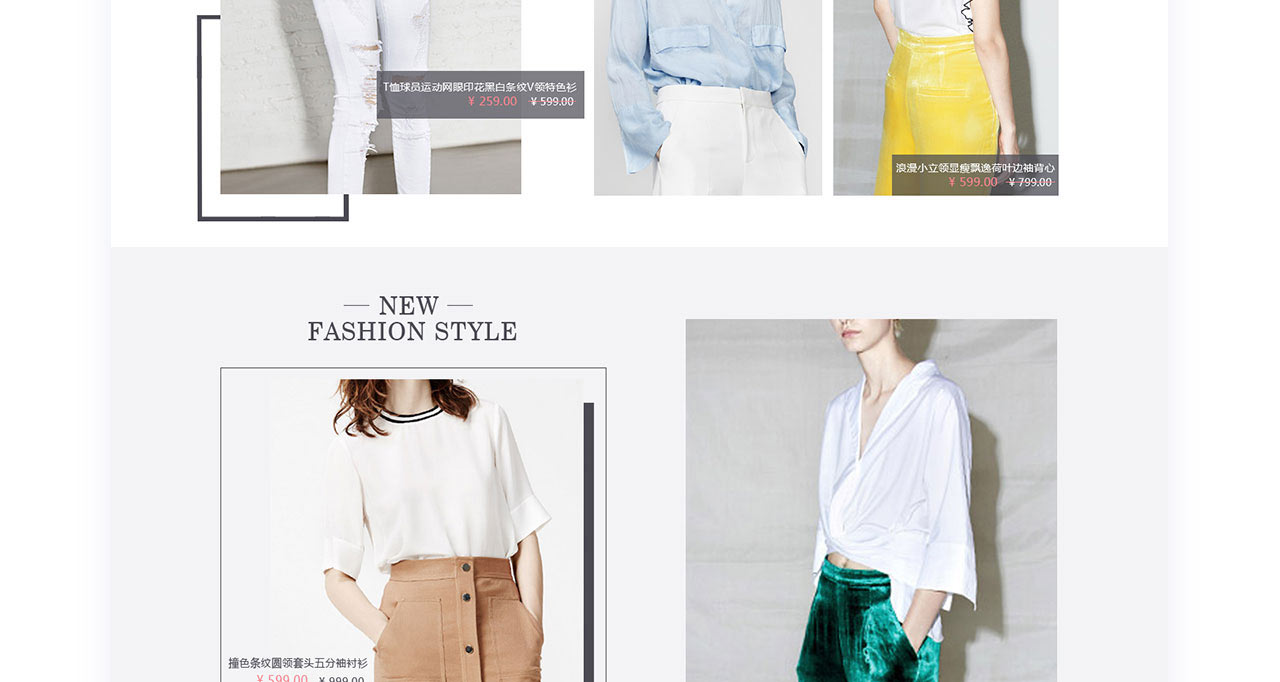 T恤球员运动网眼印花黑白条纹V领特色衫
¥ 259.00 ¥ 599.00
浪漫小立领显瘦飘逸荷叶边袖背心
¥ 599.00 ¥ 799.00
NEW
FASHION STYLE
撞色条纹圆领套头五分袖衬衫
¥ 599.00 ¥ 999.00